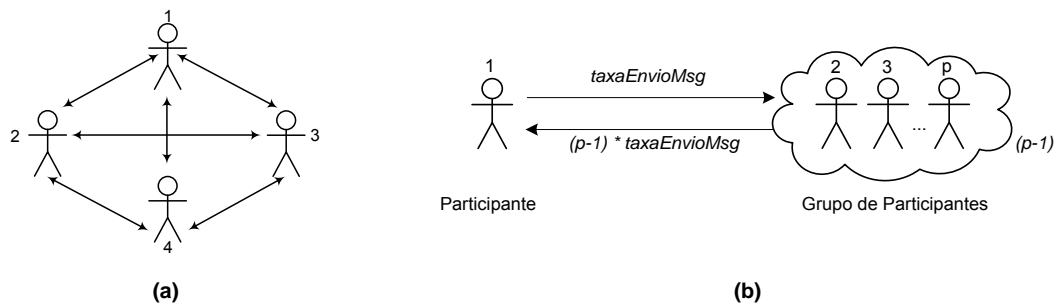 1
2
3
4
(a)
1
taxaEnvioMsg
(p-1) * taxaEnvioMsg
2 3 p
...
(p-1)
Participante
Grupo de Participantes
(b)